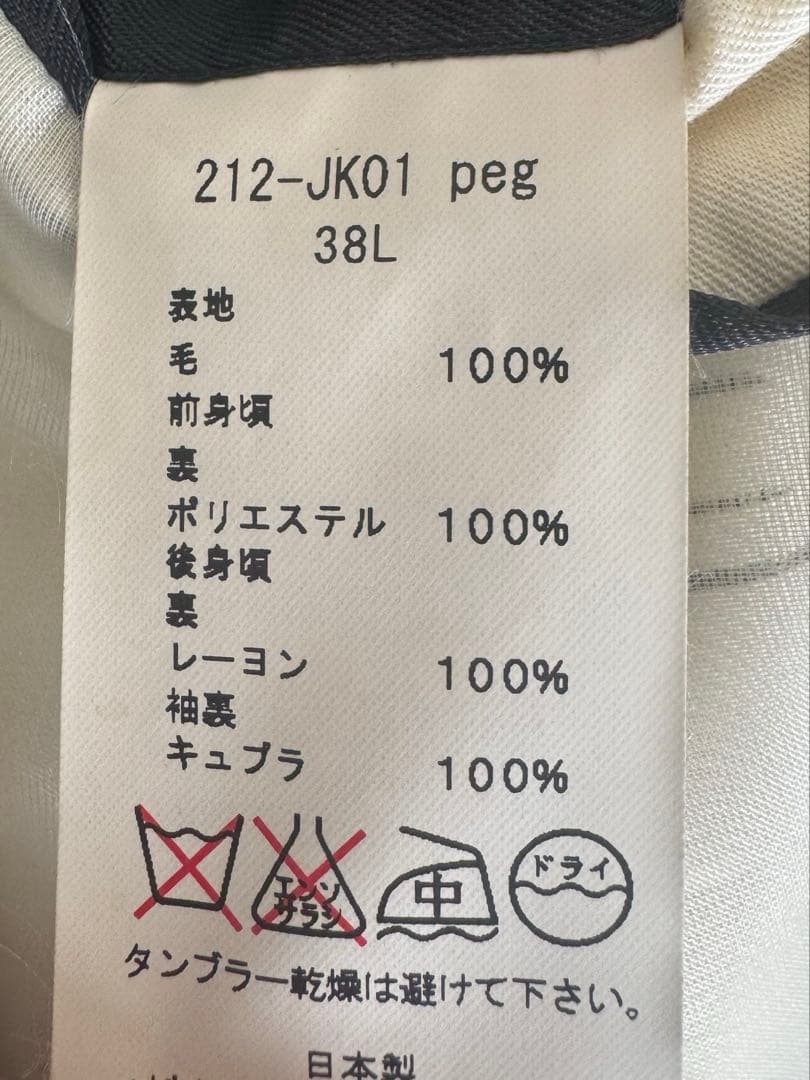 212-JK01 peg
38L
表地
毛 100%
前身頃
裏
ポリエステル 100%
後身頃
裏
レーヨン 100%
袖裏
キュプラ 100%
エンソ
サラシ
中
ドライ
タンブラー乾燥は避けて下さい。
日本製